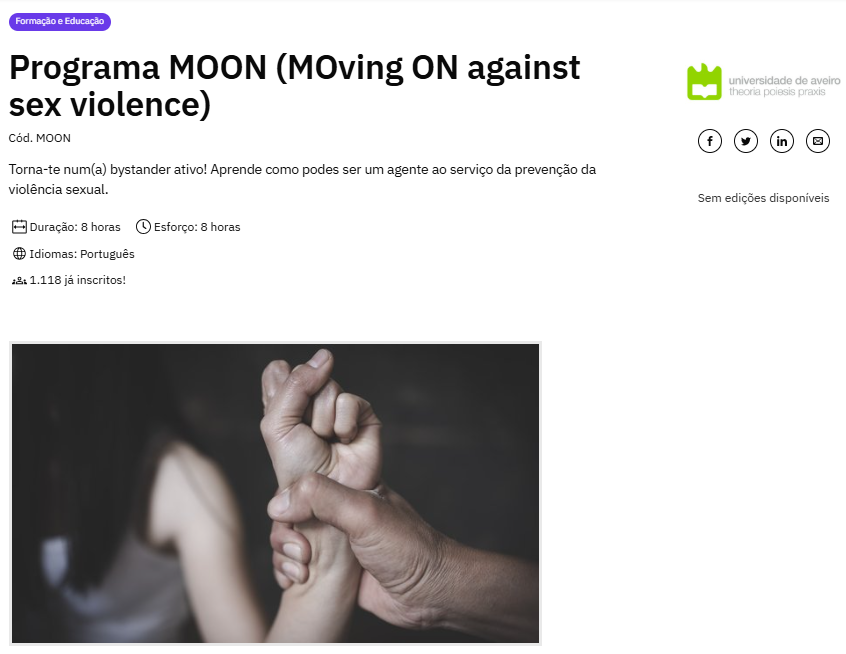 Formação e Educação
Programa MOON (MOving ON against
sex violence)
Cód. MOON
Torna-te num(a) bystander ativo! Aprende como podes ser um agente ao serviço da prevenção da
violência sexual.
Duração: 8 horas Esforço: 8 horas
Idiomas: Português
1.118 já inscritos!
universidade de aveiro
theoria poiesis praxis
Sem edições disponíveis